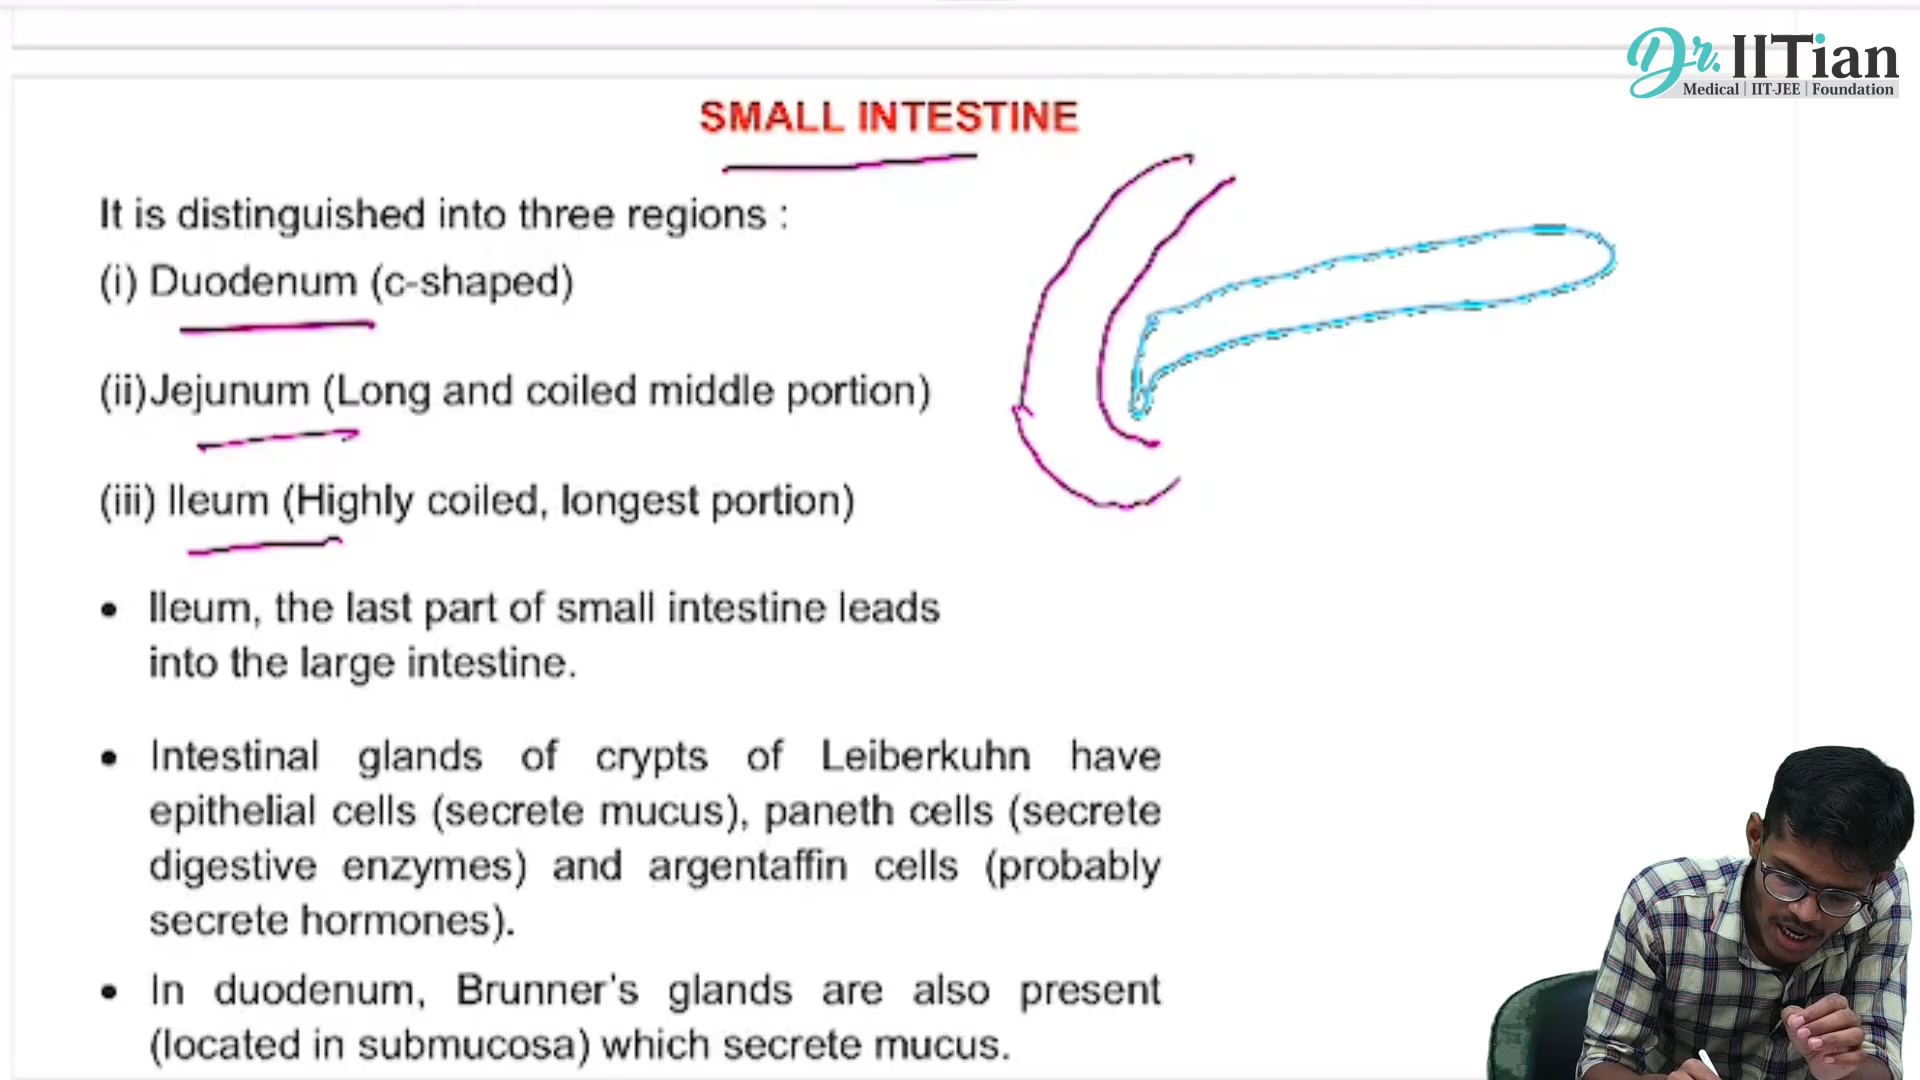 Dr. IITian
Medical | IIT-JEE | Foundation
SMALL INTESTINE
It is distinguished into three regions :
(i) Duodenum (c-shaped)
(ii)Jejunum (Long and coiled middle portion)
(iii) Ileum (Highly coiled, longest portion)
• Ileum, the last part of small intestine leads
into the large intestine.
• Intestinal glands of crypts of Leiberkuhn have
epithelial cells (secrete mucus), paneth cells (secrete
digestive enzymes) and argentaffin cells (probably
secrete hormones).
• In duodenum, Brunner's glands are also present
(located in submucosa) which secrete mucus.